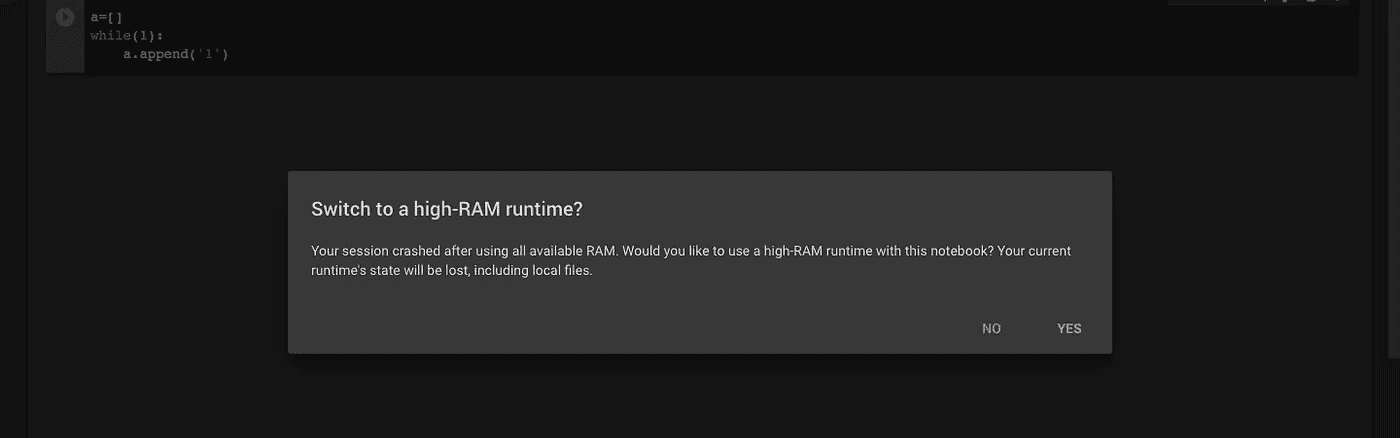 a=[]
while(1):
    a.append('1')
Switch to a high-RAM runtime?
Your session crashed after using all available RAM. Would you like to use a high-RAM runtime with this notebook? Your current
runtime's state will be lost, including local files.
NO YES